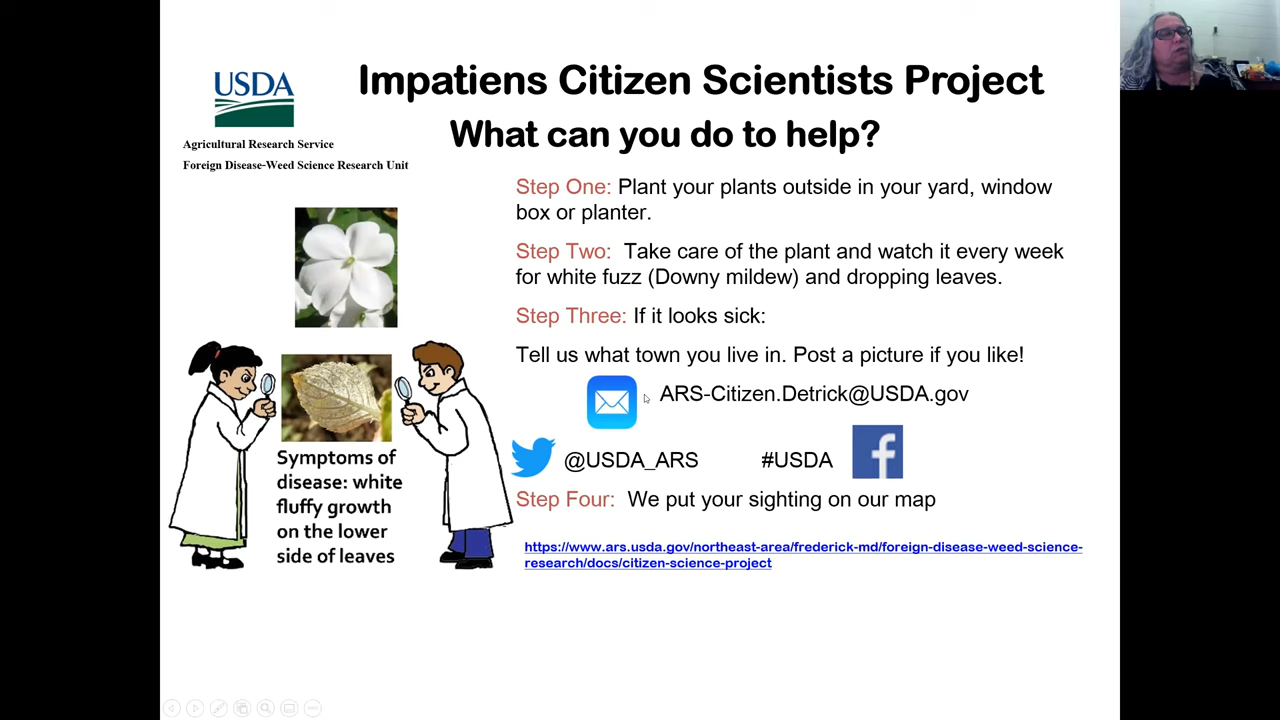 Impatiens Citizen Scientists Project
What can you do to help?
USDA
Agricultural Research Service
Foreign Disease-Weed Science Research Unit
Step One: Plant your plants outside in your yard, window
box or planter.
Step Two: Take care of the plant and watch it every week
for white fuzz (Downy mildew) and dropping leaves.
Step Three: If it looks sick:
Tell us what town you live in. Post a picture if you like!
ARS-Citizen.Detrick@USDA.gov
@USDA_ARS #USDA f
Step Four: We put your sighting on our map
https://www.ars.usda.gov/northeast-area/frederick-md/foreign-disease-weed-science-
research/docs/citizen-science-project
Symptoms of
disease: white
fluffy growth
on the lower
side of leaves